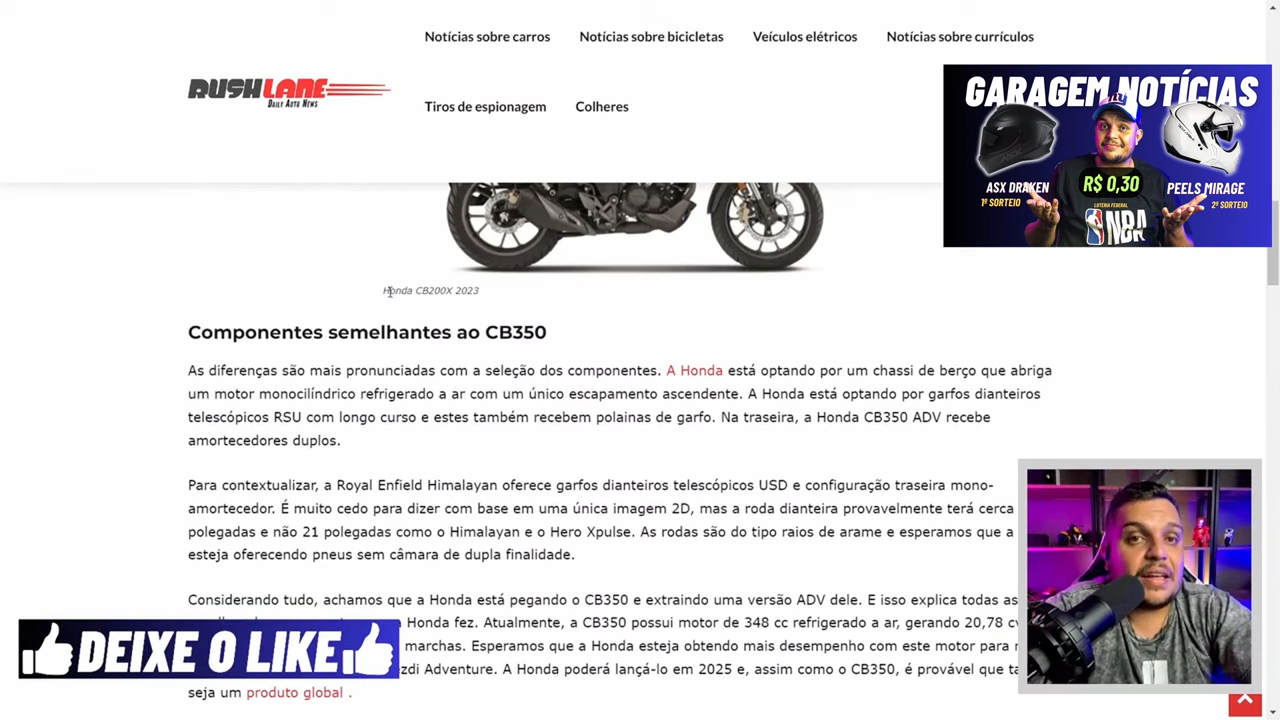 Notícias sobre carros
Notícias sobre bicicletas
Veículos elétricos
Notícias sobre currículos
RUSHLANE
DAILY AUTO NEWS
Tiros de espionagem
Colheres
GARAGEM NOTÍCIAS
ASX DRAKEN
1º SORTEIO
R$ 0,30
LOTERIA FEDERAL
NBA
PEELS MIRAGE
2º SORTEIO
Honda CB200X 2023
Componentes semelhantes ao CB350
As diferenças são mais pronunciadas com a seleção dos componentes. A Honda está optando por um chassi de berço que abriga
um motor monocilíndrico refrigerado a ar com um único escapamento ascendente. A Honda está optando por garfos dianteiros
telescópicos RSU com longo curso e estes também recebem polainas de garfo. Na traseira, a Honda CB350 ADV recebe
amortecedores duplos.
Para contextualizar, a Royal Enfield Himalayan oferece garfos dianteiros telescópicos USD e configuração traseira mono-
amortecedor. É muito cedo para dizer com base em uma única imagem 2D, mas a roda dianteira provavelmente terá cerca
polegadas e não 21 polegadas como o Himalayan e o Hero Xpulse. As rodas são do tipo raios de arame e esperamos que a
esteja oferecendo pneus sem câmara de dupla finalidade.
Considerando tudo, achamos que a Honda está pegando o CB350 e extraindo uma versão ADV dele. E isso explica todas as
a Honda fez. Atualmente, a CB350 possui motor de 348 cc refrigerado a ar, gerando 20,78
marchas. Esperamos que a Honda esteja obtendo mais desempenho com este motor para
zdi Adventure. A Honda poderá lançá-lo em 2025 e, assim como o CB350, é provável que
seja um produto global .
DEIXE O LIKE